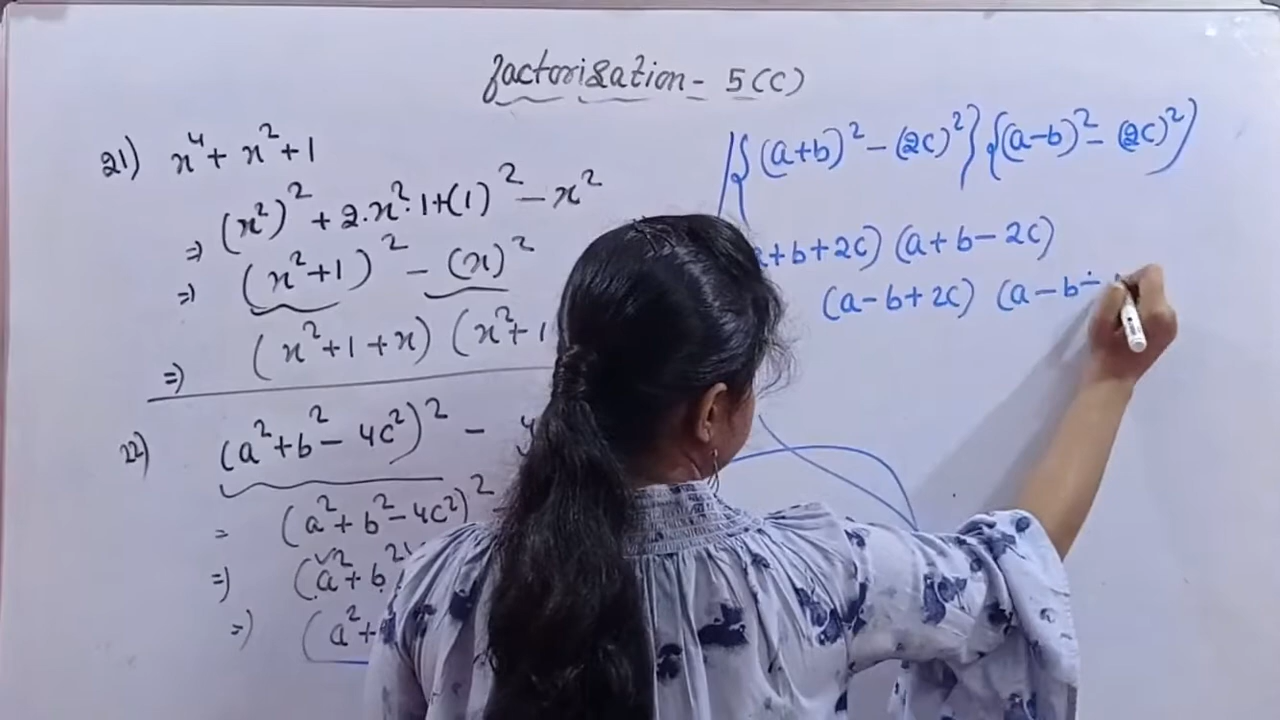 factorisation - 5(C)
21) x⁴ + x² + 1
⇒ (x²)² + 2.x².1+(1)² - x²
⇒ (x²+1)² - (x)²
⇒ (x²+1+x) (x²+1
22) (a²+b²-4c²)² -
= (a²+b²-4c²)²
⇒ (a²+b²
⇒ (a²+
{(a+b)²-(2c)²}{(a-b)²-(2c)²}
+b+2c) (a+b-2c)
(a-b+2c) (a-b-